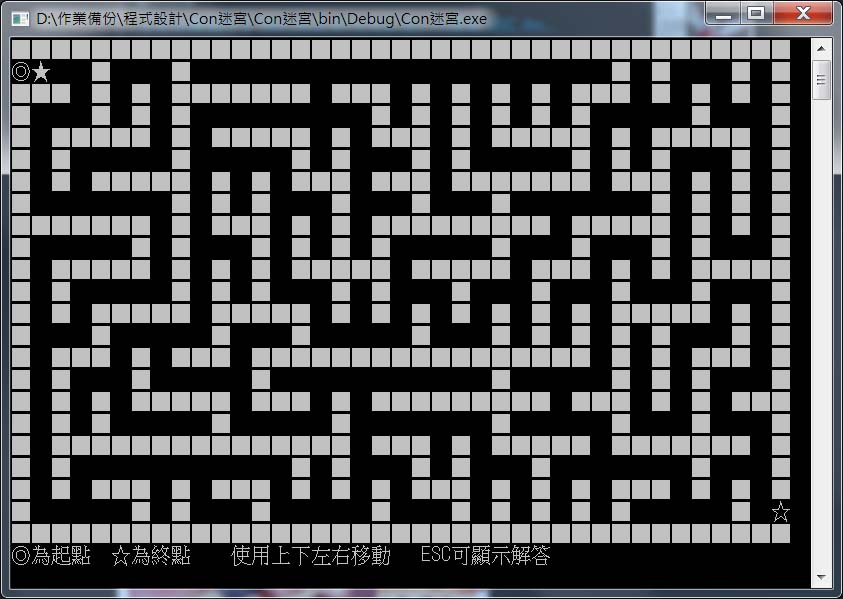 D:\作業備份\程式設計\Con迷宮\Con迷宮\bin\Debug\Con迷宮.exe
◎★
☆
◎為起點 ☆為終點 使用上下左右移動 ESC可顯示解答